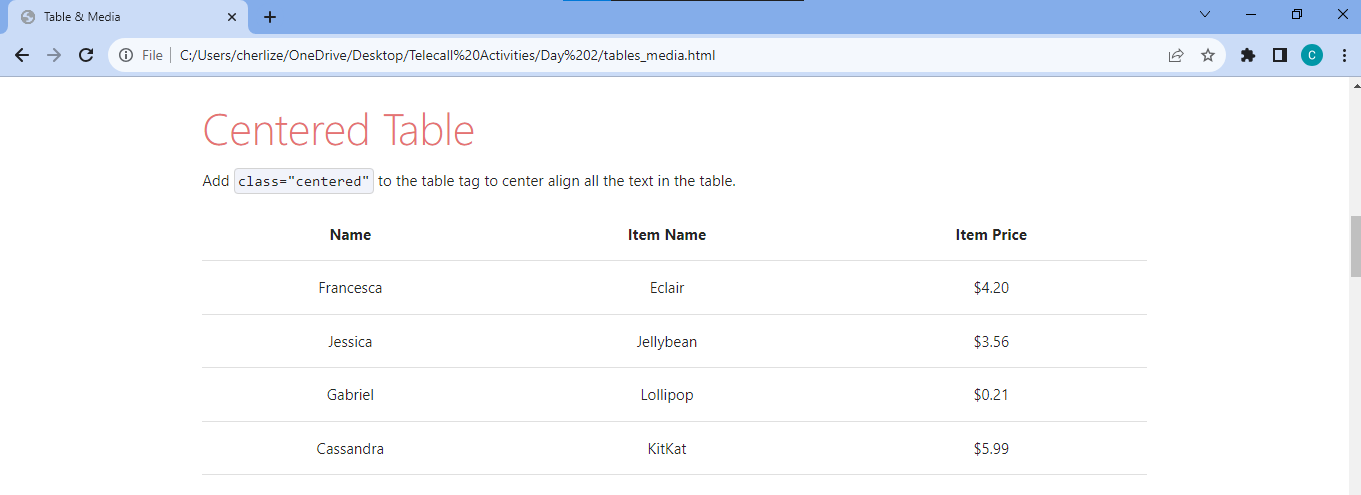 Table & Media
File C:/Users/cherlize/OneDrive/Desktop/Telecall%20Activities/Day%202/tables_media.html
C
Centered Table
Add class="centered" to the table tag to center align all the text in the table.
Name Item Name Item Price
Francesca Eclair $4.20
Jessica Jellybean $3.56
Gabriel Lollipop $0.21
Cassandra KitKat $5.99